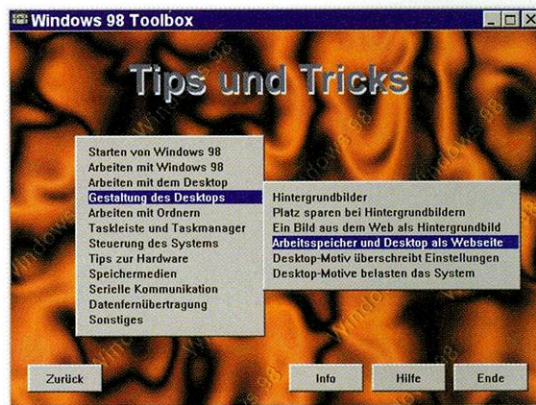 Windows 98 Toolbox
Tips und Tricks
Starten von Windows 98
Arbeiten mit Windows 98
Arbeiten mit dem Desktop
Gestaltung des Desktops
Arbeiten mit Ordnern
Taskleiste und Taskmanager
Steuerung des Systems
Tips zur Hardware
Speichermedien
Serielle Kommunikation
Datenfernübertragung
Sonstiges
Hintergrundbilder
Platz sparen bei Hintergrundbildern
Ein Bild aus dem Web als Hintergrundbild
Arbeitsspeicher und Desktop als Webseite
Desktop-Motiv überschreibt Einstellungen
Desktop-Motive belasten das System
Zurück
Info
Hilfe
Ende